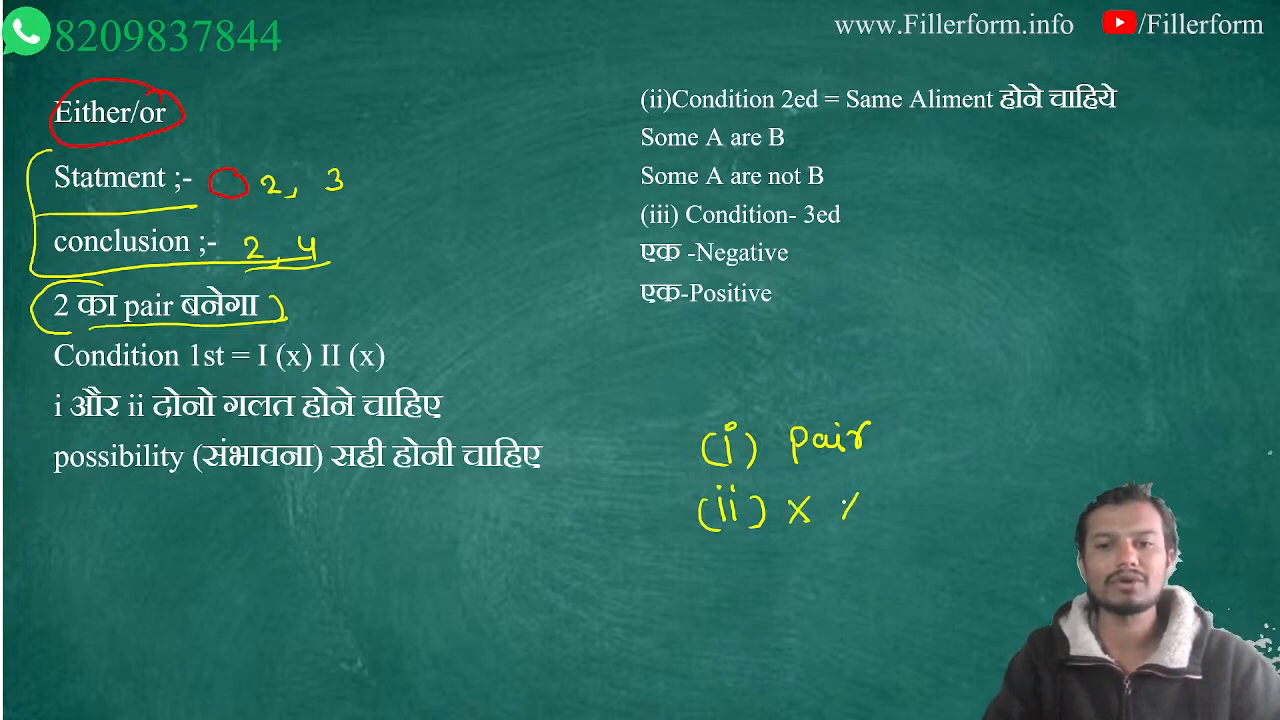 8209837844
www.Fillerform.info /Fillerform
Either/or
Statment ;- 2, 3
conclusion ;- 2, 4
2 का pair बनेगा
Condition 1st = I (x) II (x)
i और ii दोनो गलत होने चाहिए
possibility (संभावना) सही होनी चाहिए
(ii)Condition 2ed = Same Aliment होने चाहिये
Some A are B
Some A are not B
(iii) Condition- 3ed
एक -Negative
एक-Positive
(i) pair
(ii) x